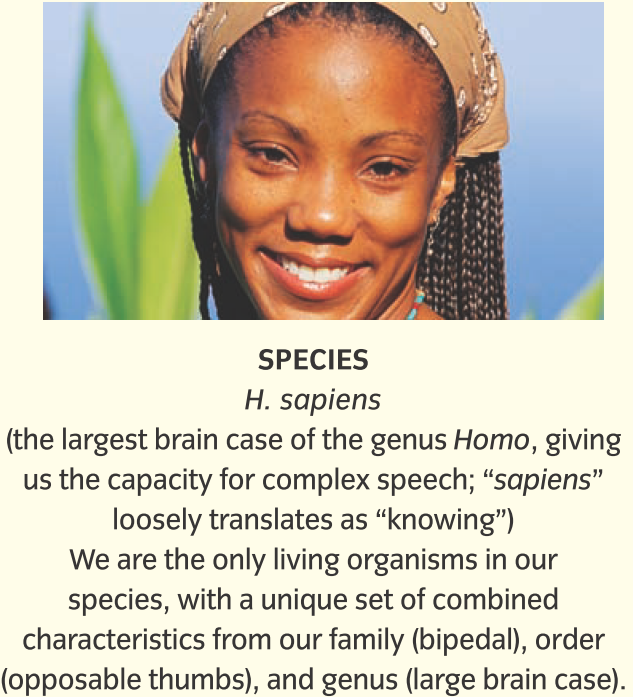 SPECIES
H. sapiens
(the largest brain case of the genus Homo, giving
us the capacity for complex speech; “sapiens”
loosely translates as “knowing”)
We are the only living organisms in our
species, with a unique set of combined
characteristics from our family (bipedal), order
(opposable thumbs), and genus (large brain case).